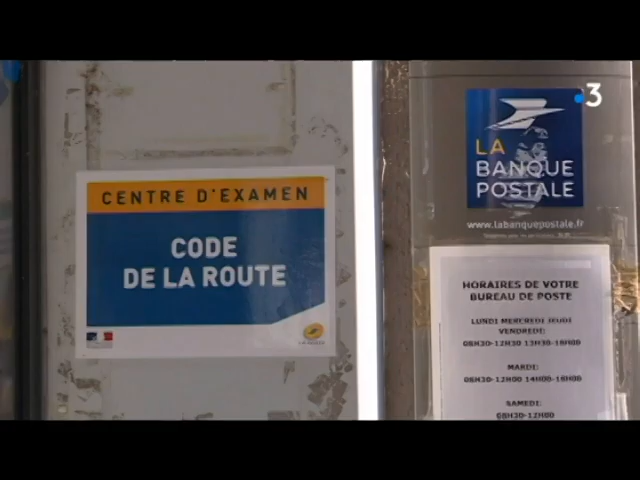 3
CENTRE D'EXAMEN
CODE
DE LA ROUTE
LA
BANQUE
POSTALE
www.labanquepostale.fr
HORAIRES DE VOTRE
BUREAU DE POSTE
LUNDI MERCREDI JEUDI
VENDREDI:
08H30-12H30 13H30-16H00
MARDI:
08H30-12H00 14H00-16H00
SAMEDI:
08H30-12H00